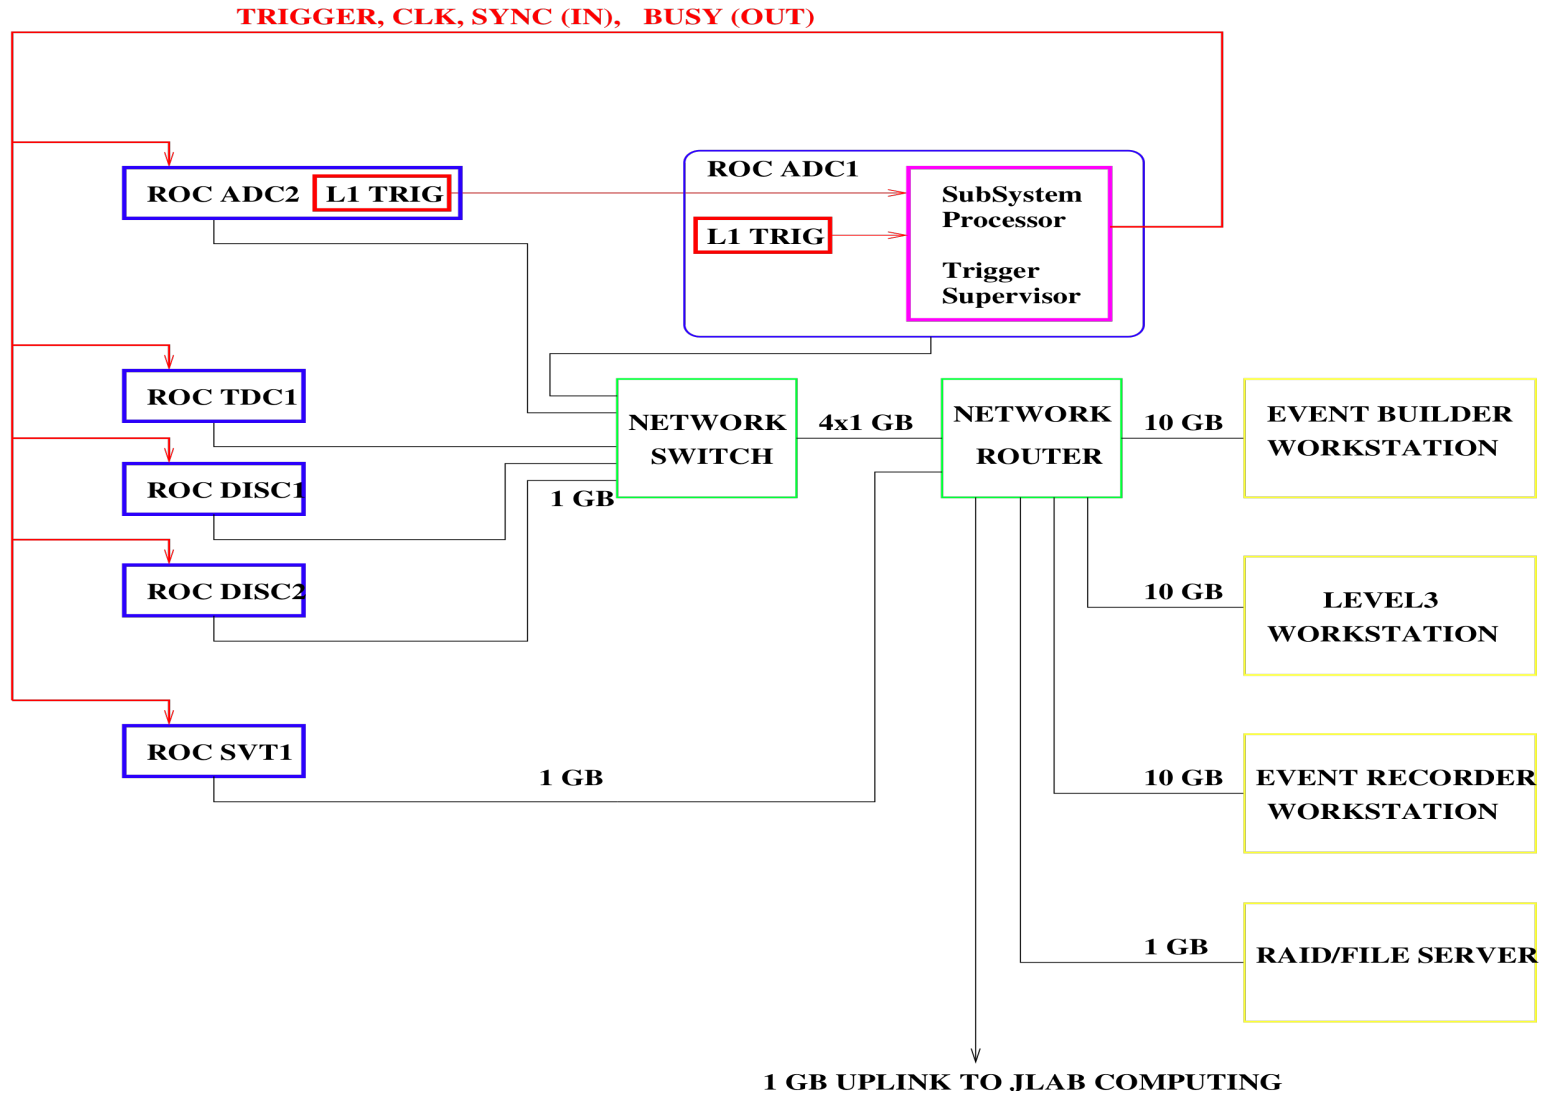 TRIGGER, CLK, SYNC (IN), BUSY (OUT)
ROC ADC2
L1 TRIG
ROC ADC1
L1 TRIG
SubSystem
Processor
Trigger
Supervisor
ROC TDC1
ROC DISC1
ROC DISC2
ROC SVT1
NETWORK
SWITCH
1 GB
4x1 GB
NETWORK
ROUTER
10 GB
EVENT BUILDER
WORKSTATION
10 GB
LEVEL3
WORKSTATION
1 GB
10 GB
EVENT RECORDER
WORKSTATION
1 GB
RAID/FILE SERVER
1 GB UPLINK TO JLAB COMPUTING